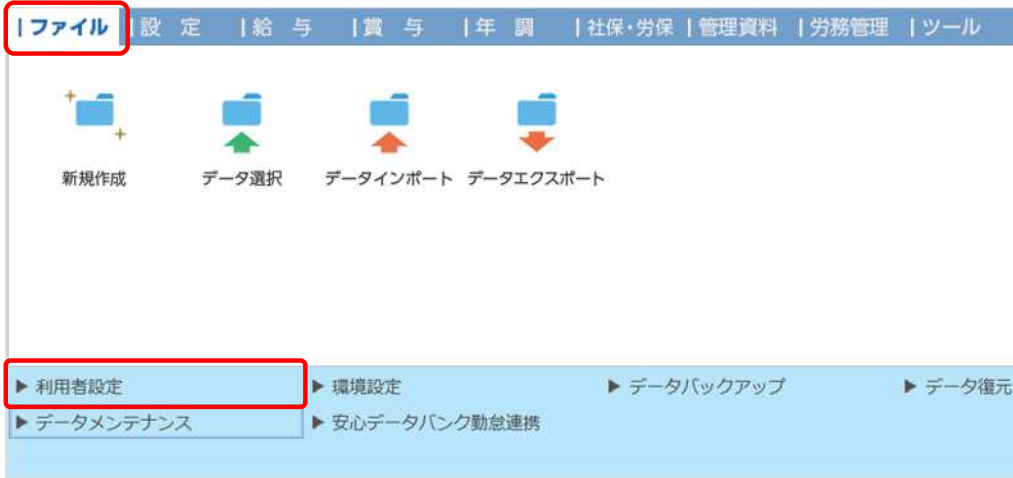 |ファイル |設 定 |給 与 |賞 与 |年 調 |社保・労保 |管理資料 |労務管理 |ツール
新規作成 データ選択 データインポート データエクスポート
▶ 利用者設定 ▶ 環境設定 ▶ データバックアップ ▶ データ復元
▶ データメンテナンス ▶ 安心データバンク勤怠連携